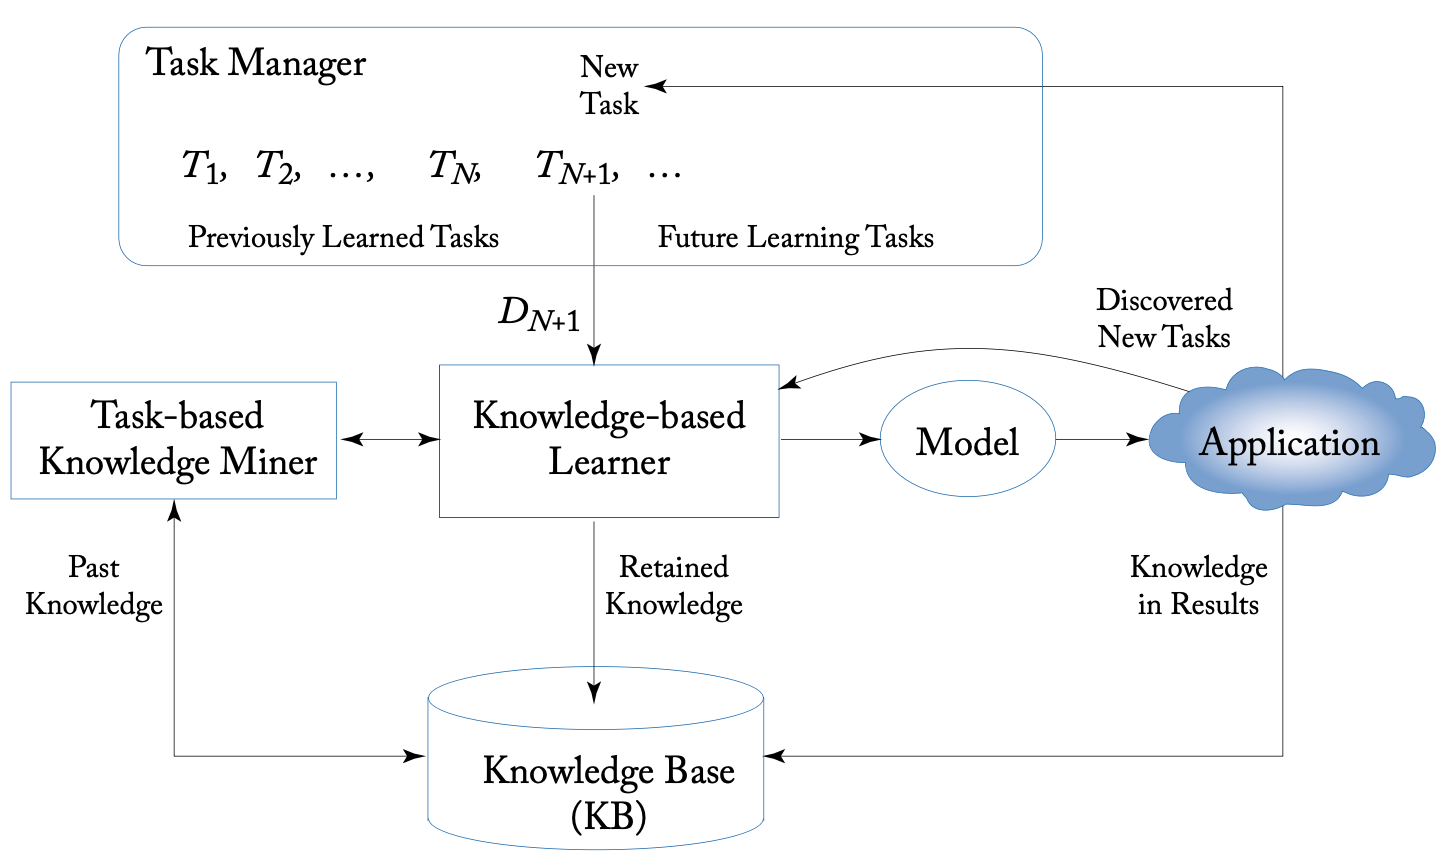 Task Manager
New
Task
T1, T2, …, TN, TN+1, …
Previously Learned Tasks
Future Learning Tasks
DN+1
Discovered
New Tasks
Task-based
Knowledge Miner
Knowledge-based
Learner
Model
Application
Past
Knowledge
Retained
Knowledge
Knowledge
in Results
Knowledge Base
(KB)